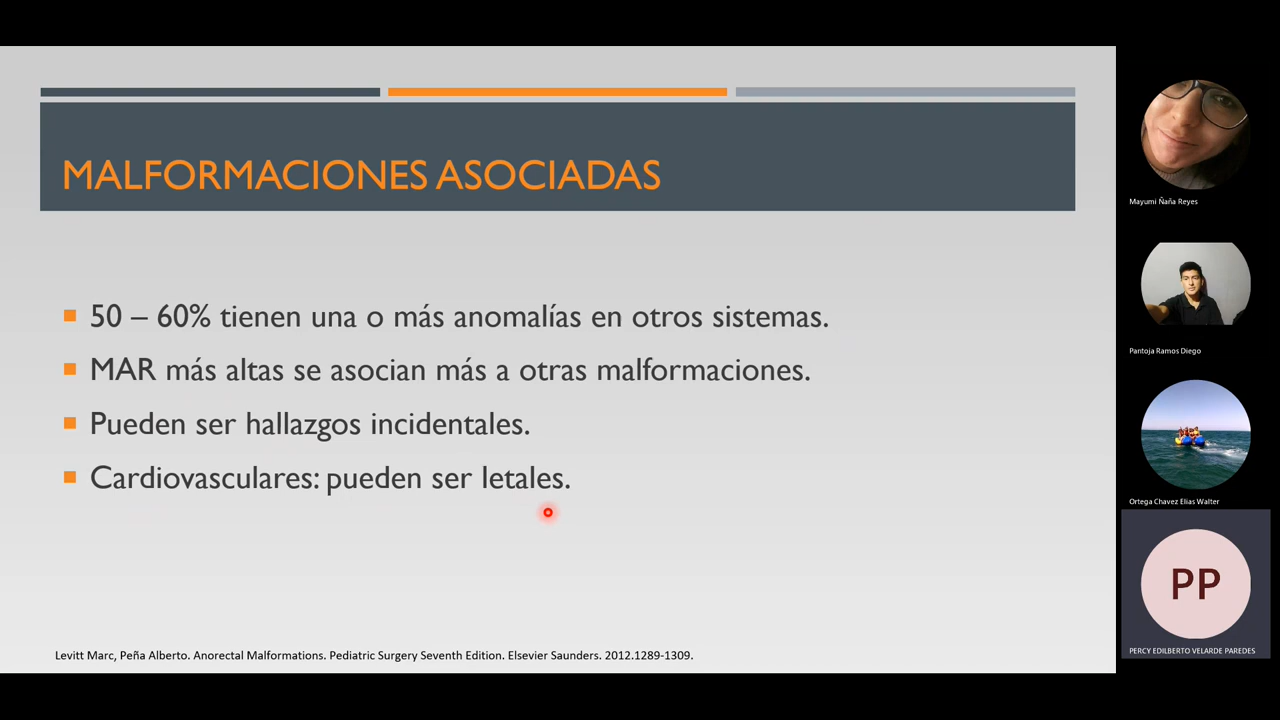 MALFORMACIONES ASOCIADAS
50 – 60% tienen una o más anomalías en otros sistemas.
MAR más altas se asocian más a otras malformaciones.
Pueden ser hallazgos incidentales.
Cardiovasculares: pueden ser letales.
Levitt Marc, Peña Alberto. Anorectal Malformations. Pediatric Surgery Seventh Edition. Elsevier Saunders. 2012.1289-1309.
Mayumi Ñaña Reyes
Pantoja Ramos Diego
Ortega Chavez Elias Walter
PP
PERCY EDILBERTO VELARDE PAREDES